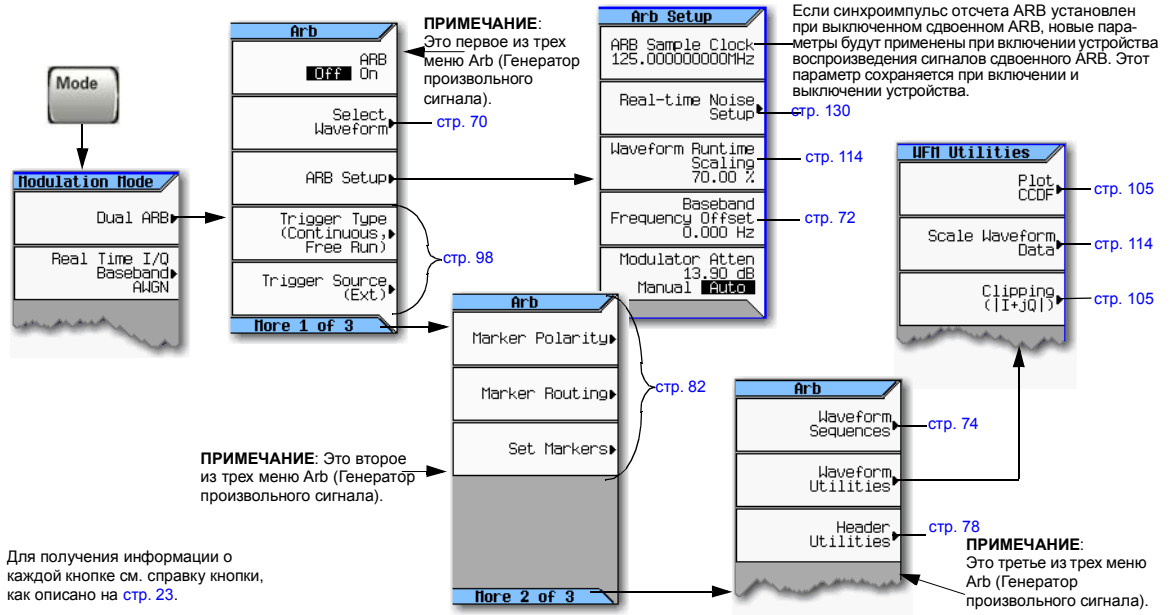 Mode
Modulation Mode
Dual ARB
Real Time I/Q
Baseband
AWGN
Arb
ARB
Off On
Select
Waveform
стр. 70
ARB Setup
Trigger Type
(Continuous,
Free Run)
Trigger Source
(Ext)
стр. 98
More 1 of 3
ПРИМЕЧАНИЕ:
Это первое из трех
меню Arb (Генератор
произвольного
сигнала).
Arb Setup
ARB Sample Clock
125.000000000MHz
Real-time Noise
Setup
стр. 130
Waveform Runtime
Scaling
70.00 %
стр. 114
Baseband
Frequency Offset
0.000 Hz
стр. 72
Modulator Atten
13.90 dB
Manual Auto
Если синхроимпульс отсчета ARB установлен
при выключенном сдвоенном ARB, новые пара-
метры будут применены при включении устройства
воспроизведения сигналов сдвоенного ARB. Этот
параметр сохраняется при включении и
выключении устройства.
WFM Utilities
Plot
CCDF
стр. 105
Scale Waveform
Data
стр. 114
Clipping
(|I+jQ|)
стр. 105
Arb
Marker Polarity
Marker Routing
Set Markers
стр. 82
More 2 of 3
ПРИМЕЧАНИЕ: Это второе
из трех меню Arb (Генератор
произвольного сигнала).
Arb
Waveform
Sequences
стр. 74
Waveform
Utilities
Header
Utilities
стр. 78
ПРИМЕЧАНИЕ:
Это третье из трех меню
Arb (Генератор
произвольного сигнала).
Для получения информации о
каждой кнопке см. справку кнопки,
как описано на стр. 23.